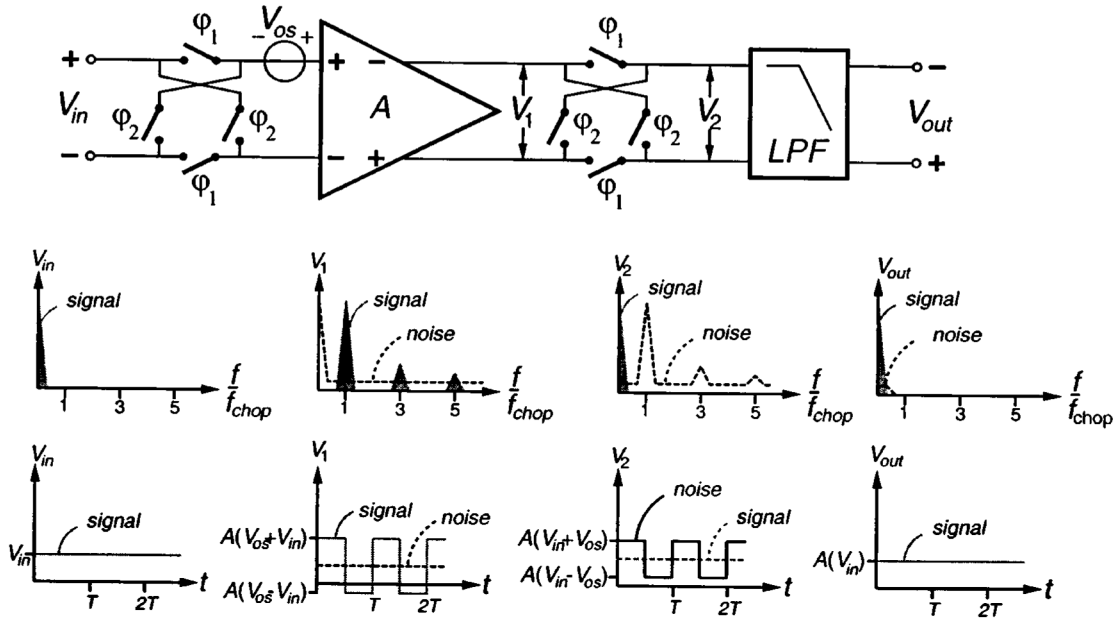 φ1
Vos
- +
φ1
+
+ -
-
Vin
φ2
φ2
A
V1
φ2
φ2
V2
LPF
Vout
-
- +
+
φ1
φ1
Vin
signal
1 3 5
f
fchop
V1
signal
noise
1 3 5
f
fchop
V2
signal
noise
1 3 5
f
fchop
Vout
signal
1 3 5
f
fchop
Vin
signal
Vin
T 2T t
V1
signal
noise
A(Vos+Vin)
A(Vos-Vin)
T 2T t
V2
noise
signal
A(Vin+Vos)
A(Vin-Vos)
T 2T t
Vout
signal
A(Vin)
T 2T t